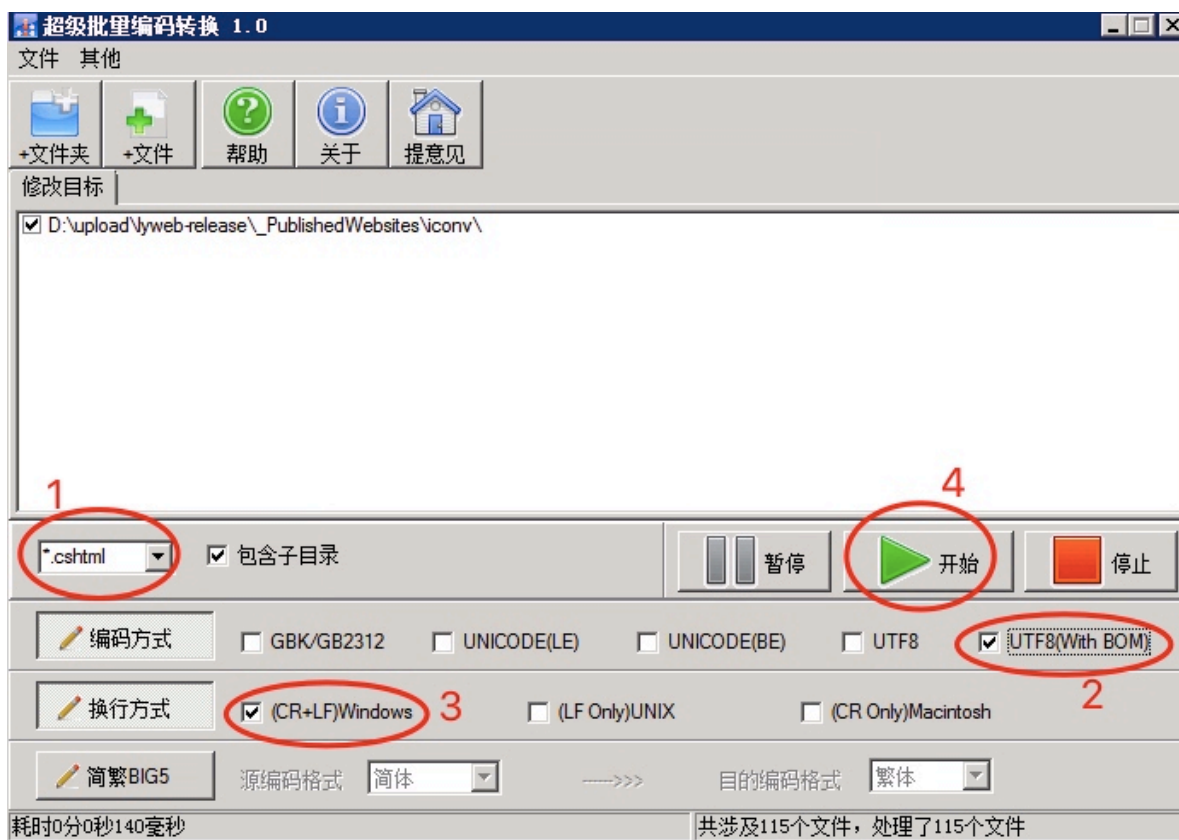 超级批里编码转换 1.0
文件 其他
+文件夹 +文件 帮助 关于 提意见
修改目标
D:\upload\lyweb-release\_PublishedWebsites\iconv\
1
4
*.cshtml 包含子目录 暂停 开始 停止
编码方式 GBK/GB2312 UNICODE(LE) UNICODE(BE) UTF8 UTF8(With BOM)
2
换行方式 (CR+LF)Windows 3 (LF Only)UNIX (CR Only)Macintosh
简繁BIG5 源编码格式 简体 ----->>> 目的编码格式 繁体
耗时0分0秒140毫秒 共涉及115个文件，处理了115个文件